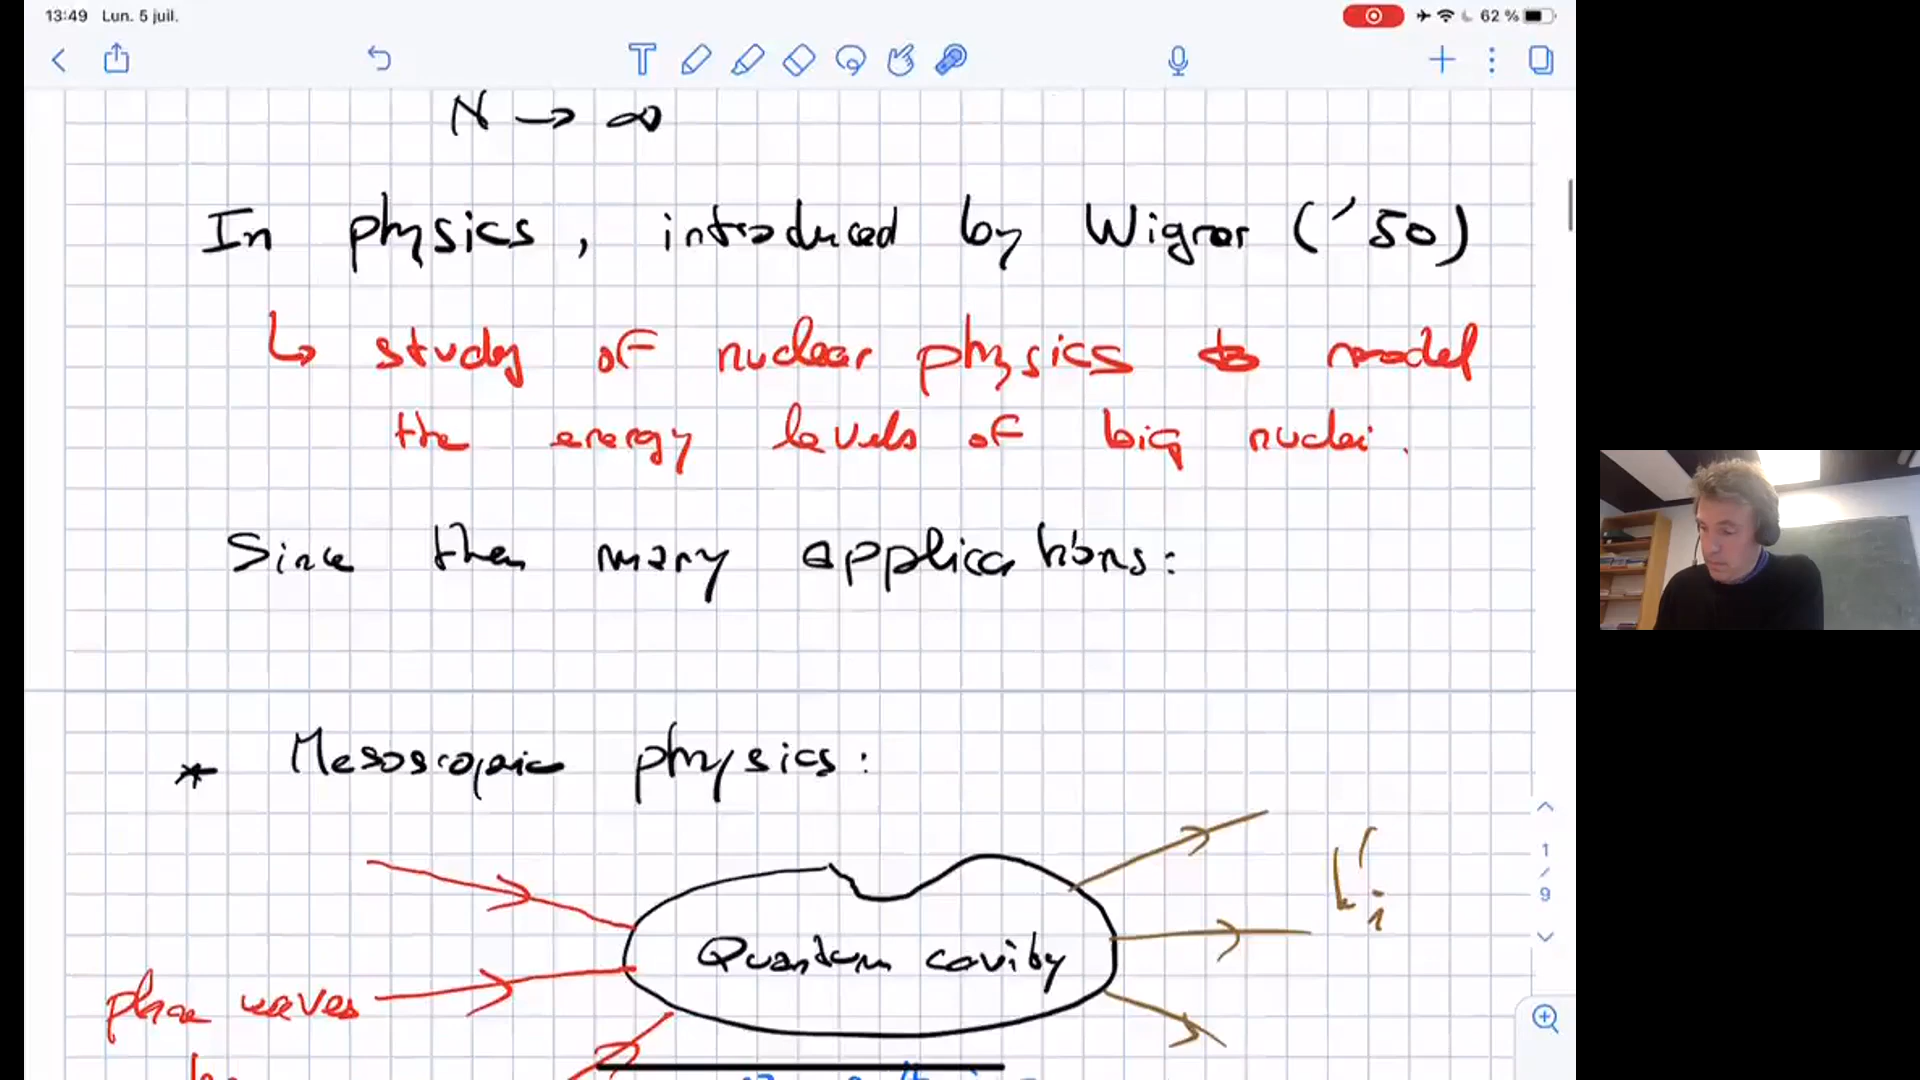 13:49 Lun. 5 juil.
62 %
T
N → ∞
In physics, introduced by Wigner ('50)
↳ study of nuclear physics to model
the energy levels of big nuclei.
Since then many applications:
* Mesoscopic physics:
Quantum cavity
plane waves
1
/
9